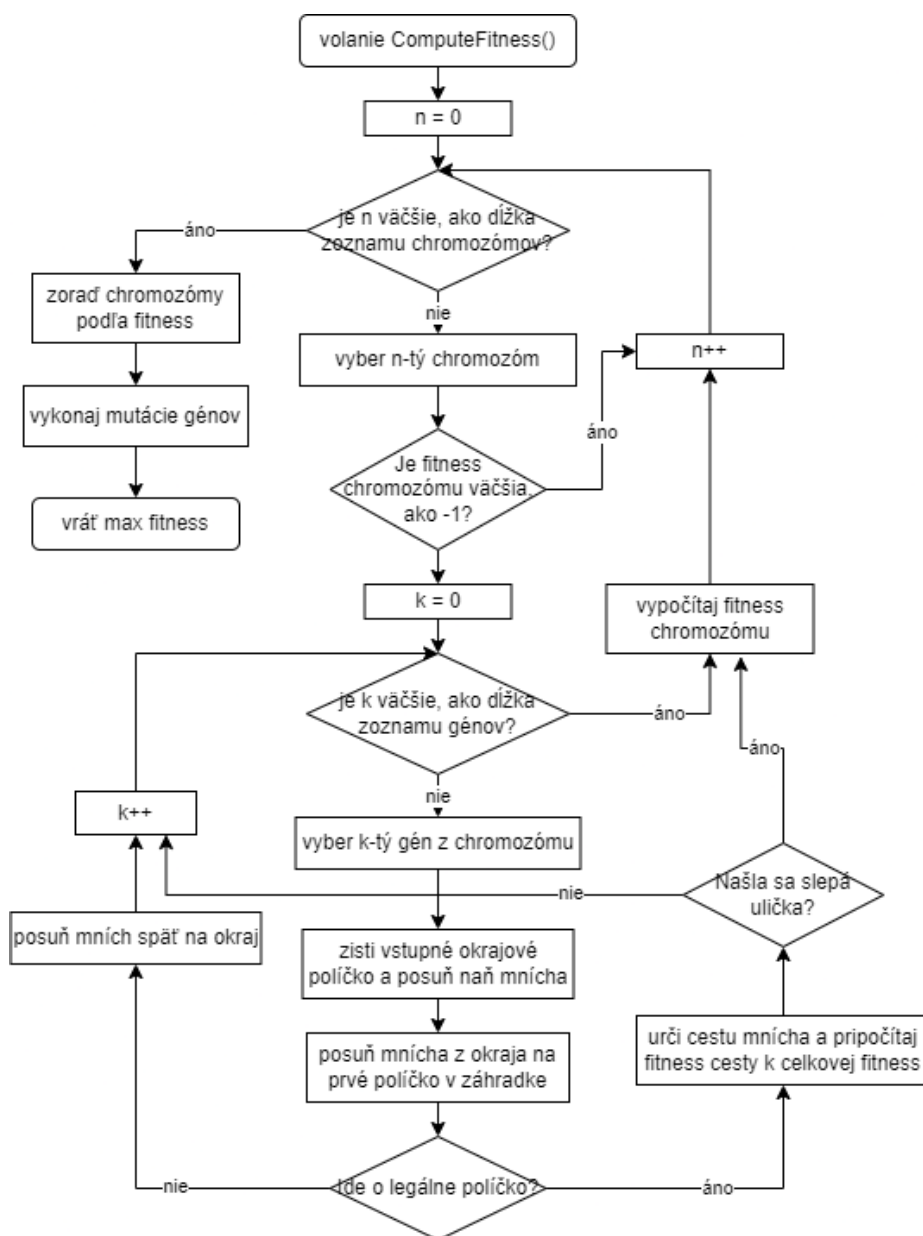 volanie ComputeFitness()
n = 0
je n väčšie, ako dĺžka
zoznamu chromozómov?
áno
nie
zoraď chromozómy
podľa fitness
vyber n-tý chromozóm
n++
vykonaj mutácie génov
áno
Je fitness
chromozómu väčšia,
ako -1?
vráť max fitness
k = 0
vypočítaj fitness
chromozómu
je k väčšie, ako dĺžka
zoznamu génov?
áno
áno
nie
k++
vyber k-tý gén z chromozómu
Našla sa slepá
ulička?
nie
posuň mních späť na okraj
zisti vstupné okrajové
políčko a posuň naň mnícha
urči cestu mnícha a pripočítaj
fitness cesty k celkovej fitness
posuň mnícha z okraja na
prvé políčko v záhradke
nie
Ide o legálne políčko?
áno